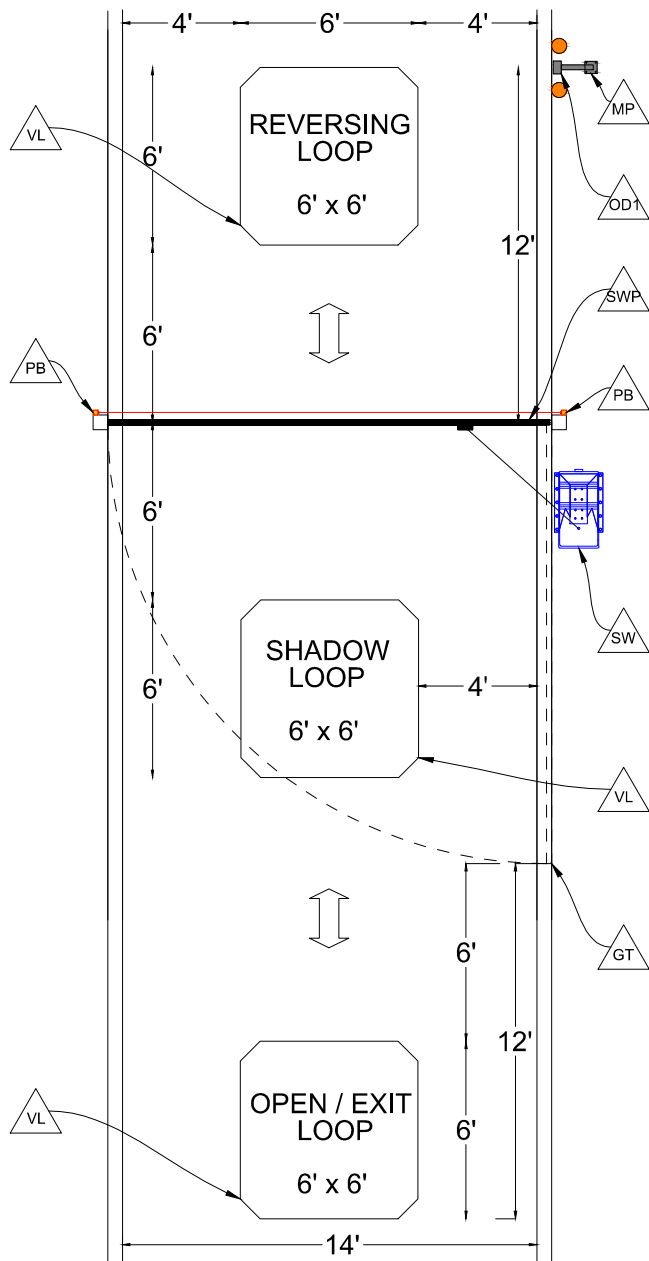 4' 6' 4'
MP
VL
REVERSING
LOOP
6'
6' x 6'
OD1
12'
SWP
6'
PB
PB
6'
SW
SHADOW
LOOP
6'
4'
6' x 6'
VL
6'
GT
12'
OPEN / EXIT
LOOP
VL
6'
6' x 6'
14'